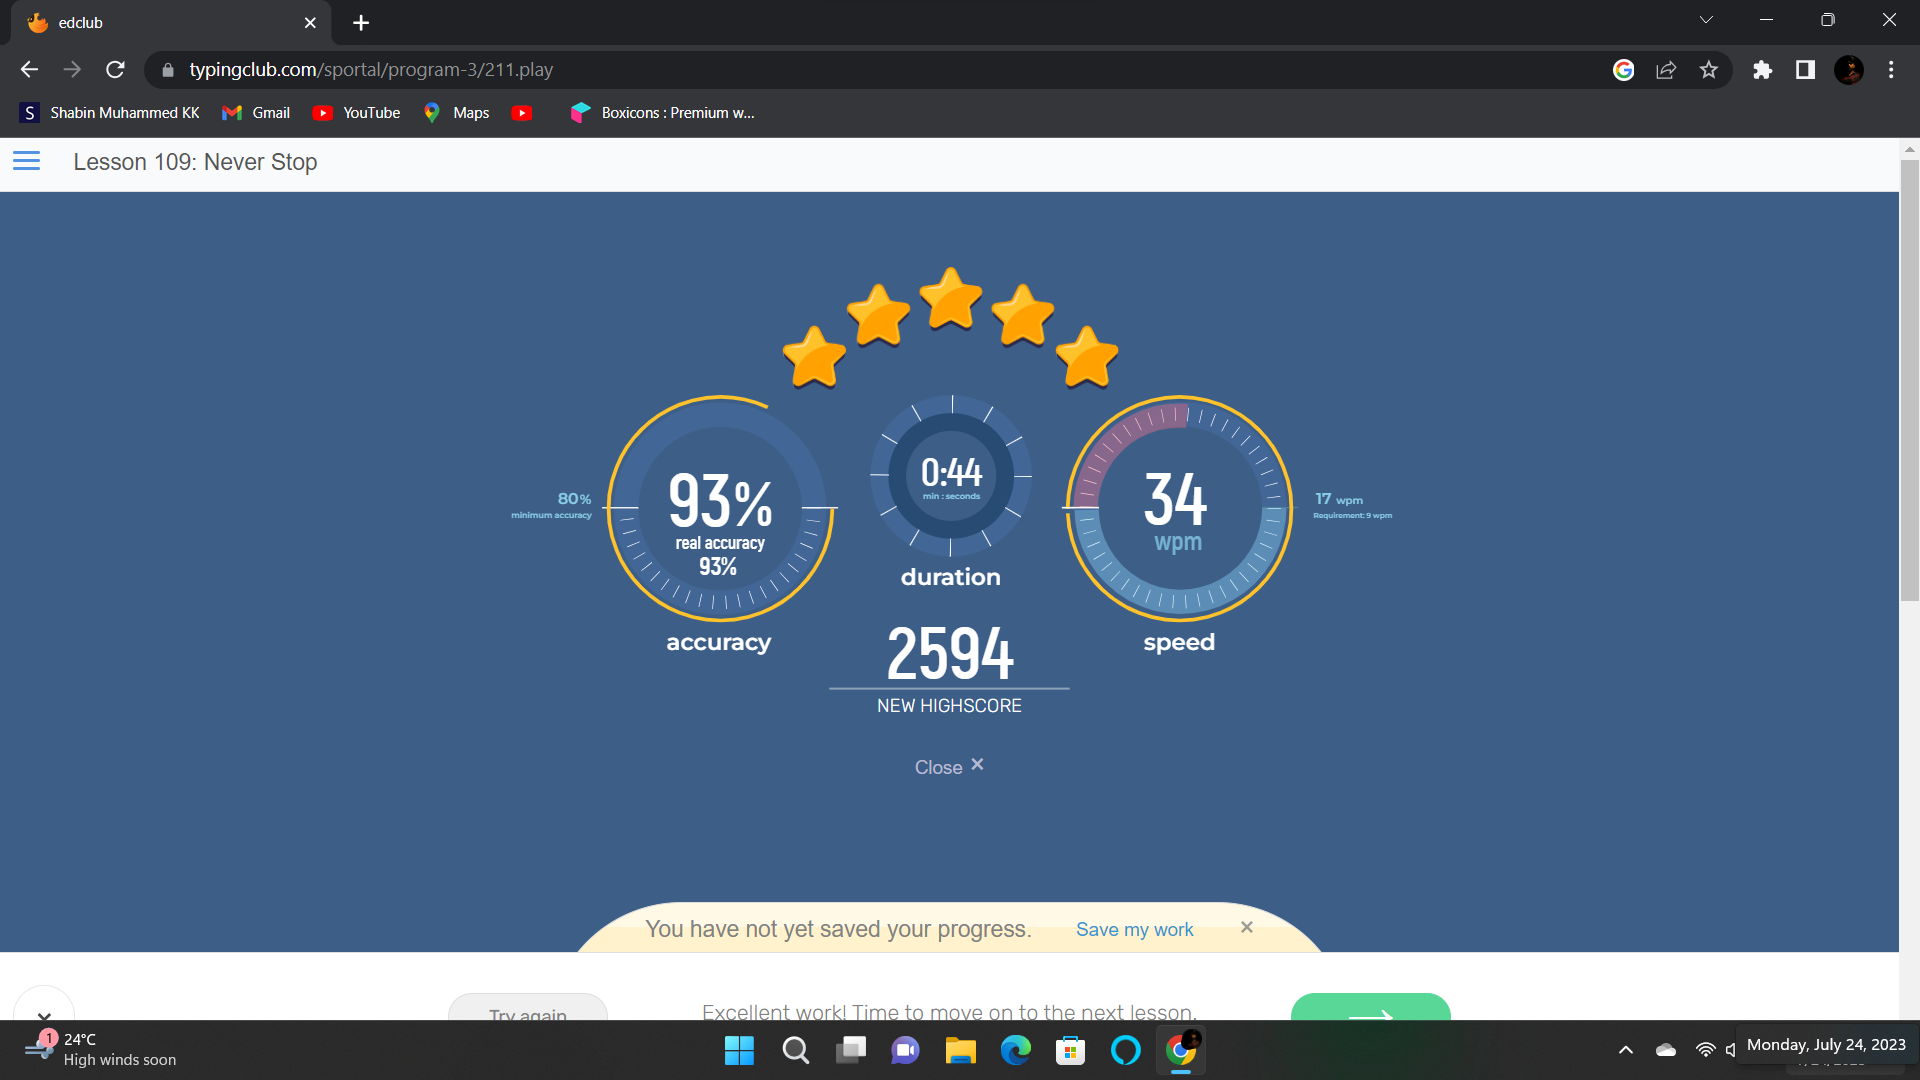 edclub
typingclub.com/sportal/program-3/211.play
S Shabin Muhammed KK Gmail YouTube Maps Boxicons : Premium w...
Lesson 109: Never Stop
80%
minimum accuracy
93%
real accuracy
93%
accuracy
0:44
min : seconds
duration
34
wpm
speed
17 wpm
Requirement: 9 wpm
2594
NEW HIGHSCORE
Close ×
You have not yet saved your progress. Save my work ×
Try again
Excellent work! Time to move on to the next lesson.
1
24°C
High winds soon
Monday, July 24, 2023